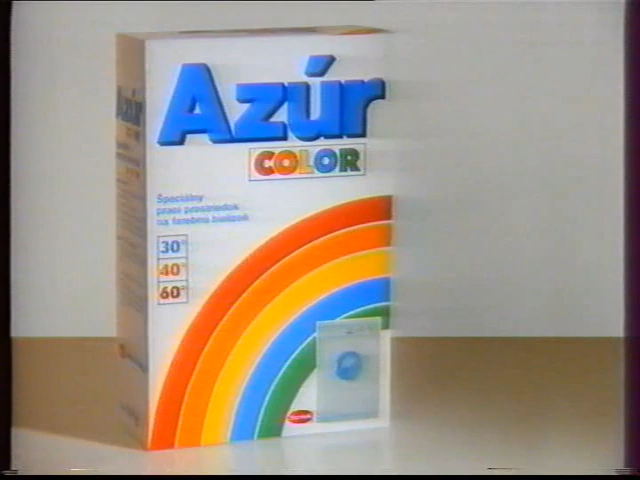 Azúr
COLOR
Špeciálny
prací prostriedok
na farebnú bielizeň
30°
40°
60°